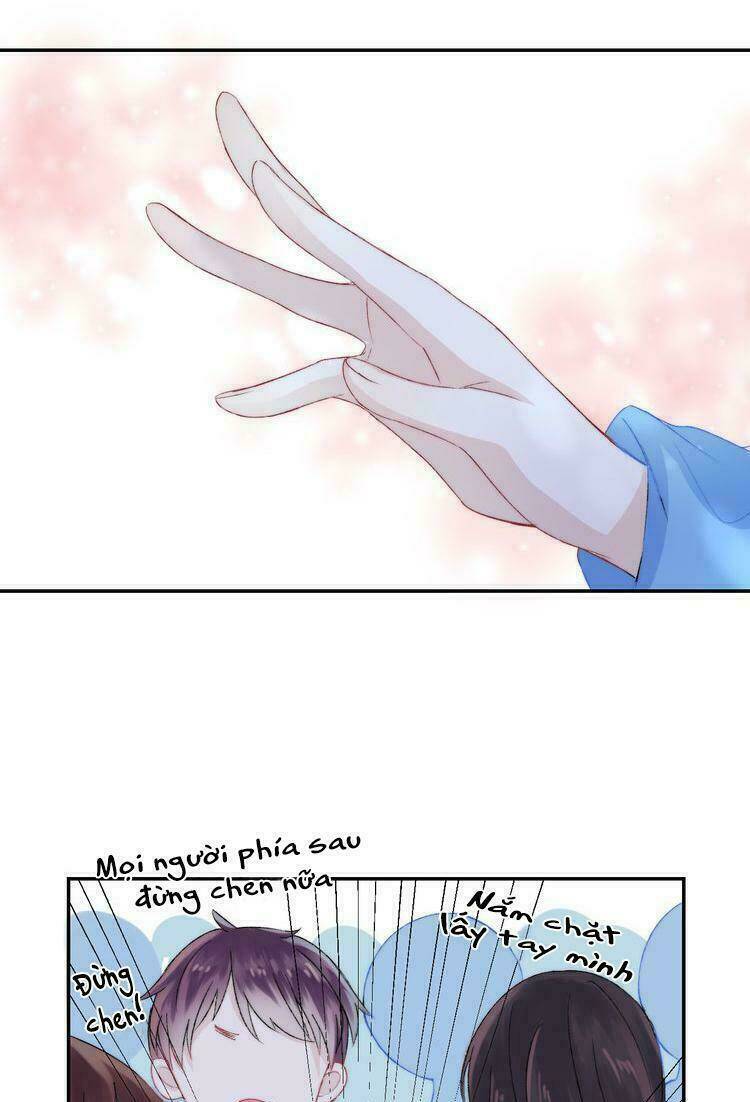 Mọi người phía sau
đừng chen nữa
Đừng
chen!
Nắm chặt
lấy tay mình